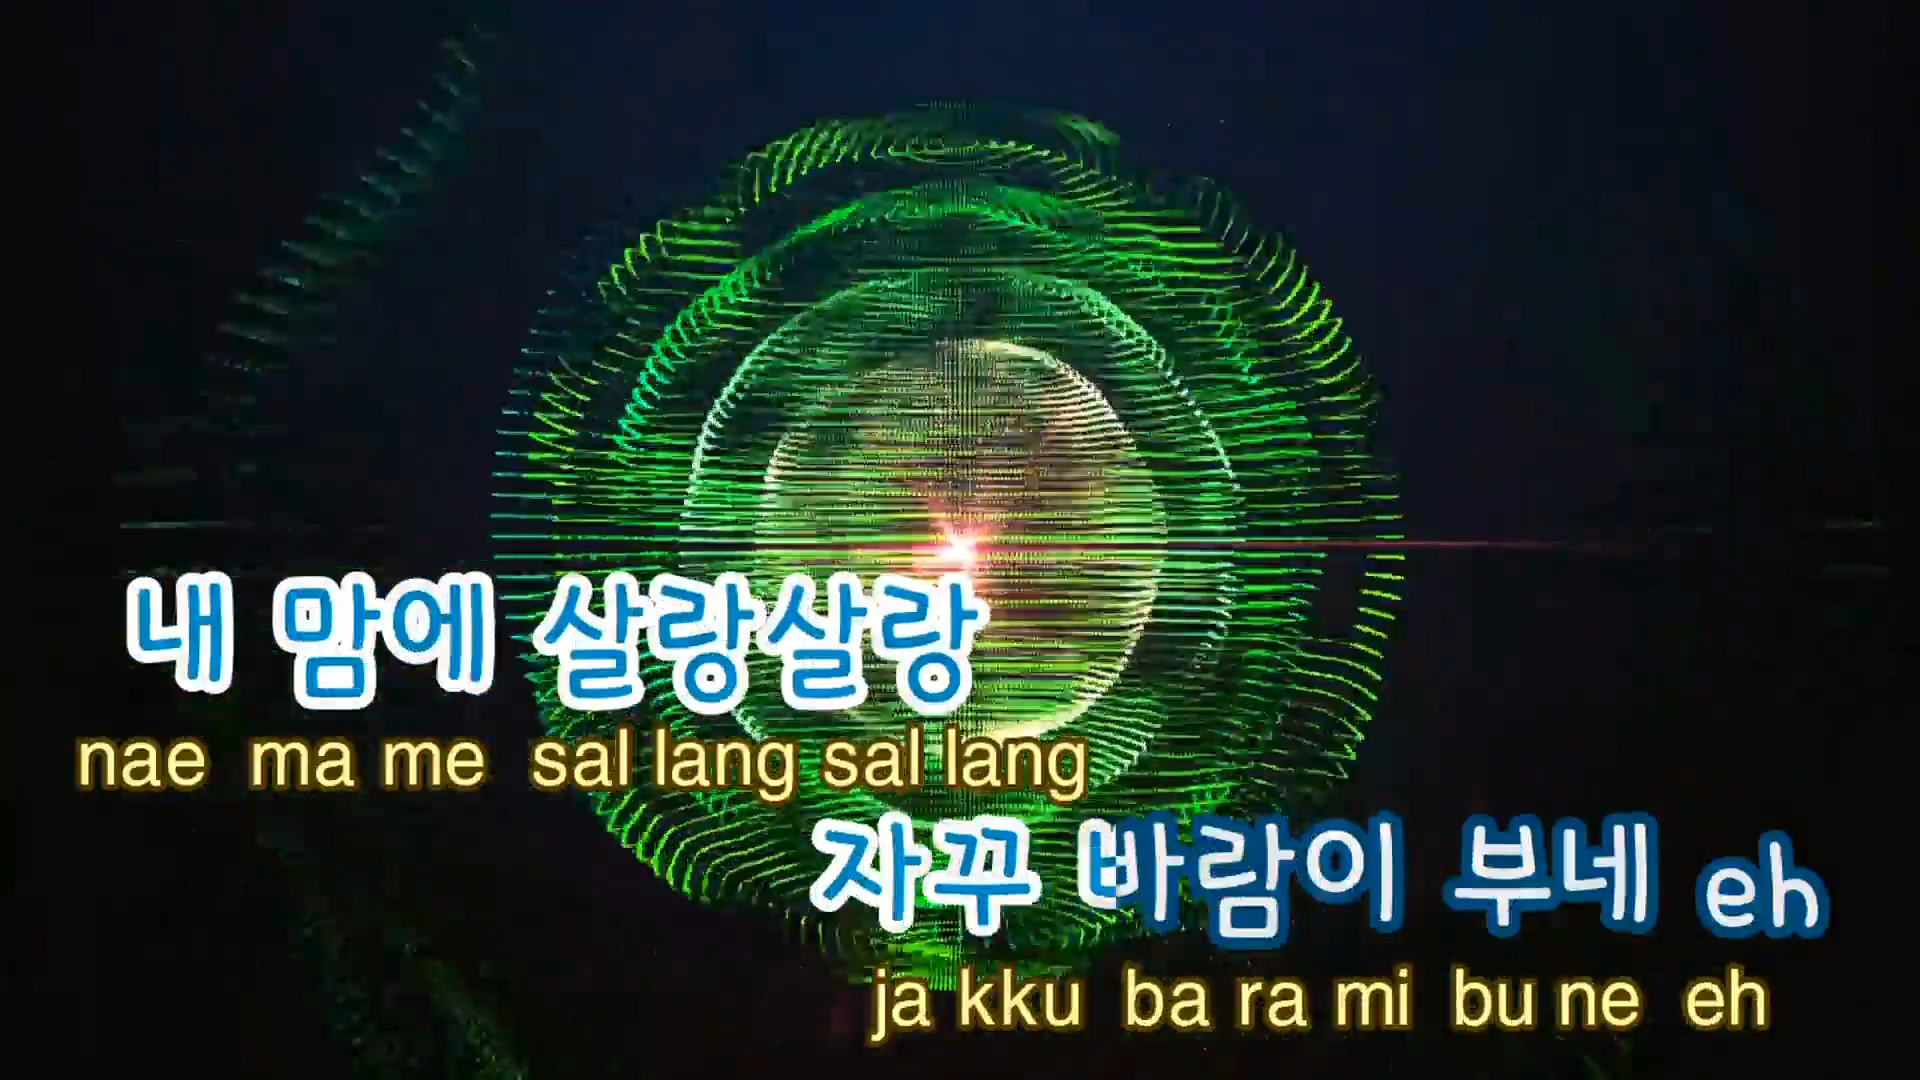 내 맘에 살랑살랑
nae ma me sal lang sal lang
자꾸 바람이 부네 eh
ja kku ba ra mi bu ne eh